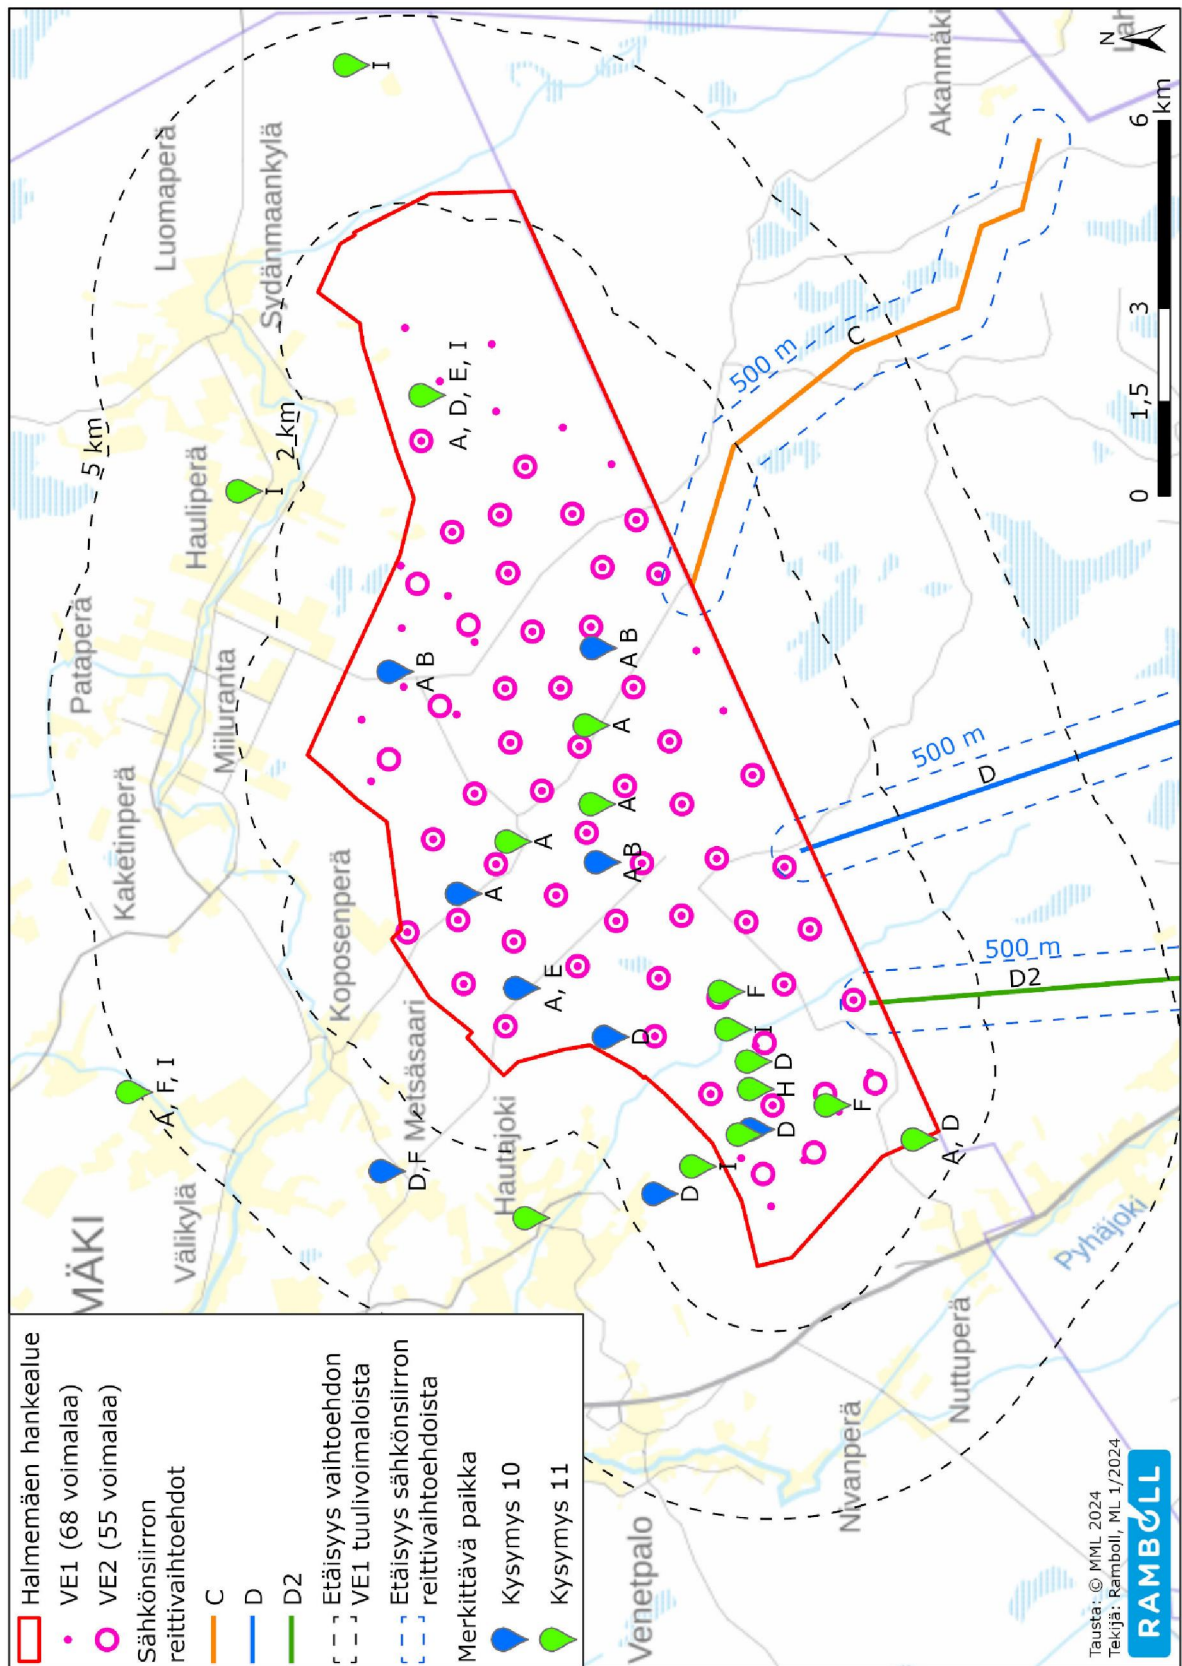 Halmemäen hankealue
VE1 (68 voimalaa)
VE2 (55 voimalaa)
Sähkönsiirron
reittivaihtoehdot
C
D
D2
Etäisyys vaihtoehdon
VE1 tuulivoimaloista
Etäisyys sähkönsiirron
reittivaihtoehdoista
Merkittävä paikka
Kysymys 10
Kysymys 11
MÄKI
Välikylä
A, F, I
Kaketinperä
Pataperä
5 km
Luomaperä
Sydänmaankylä
Hauliperä
I
2 km
I
Miiluranta
Koposenperä
Metsäsaari
D,F
Hautajoki
A B
A, D, E, I
A
A
A, E
A
A
A B
A B
D
D
I
D
H
D
I
F
F
A, D
Venetpalo
Nivanperä
Nuttuperä
Pyhäjoki
500 m
D2
500 m
D
500 m
C
Akanmäki
Lah
N
0
1,5
3
6
km
Tausta: © MML 2024
Tekijä: Ramboll, ML 1/2024
RAMBOLL